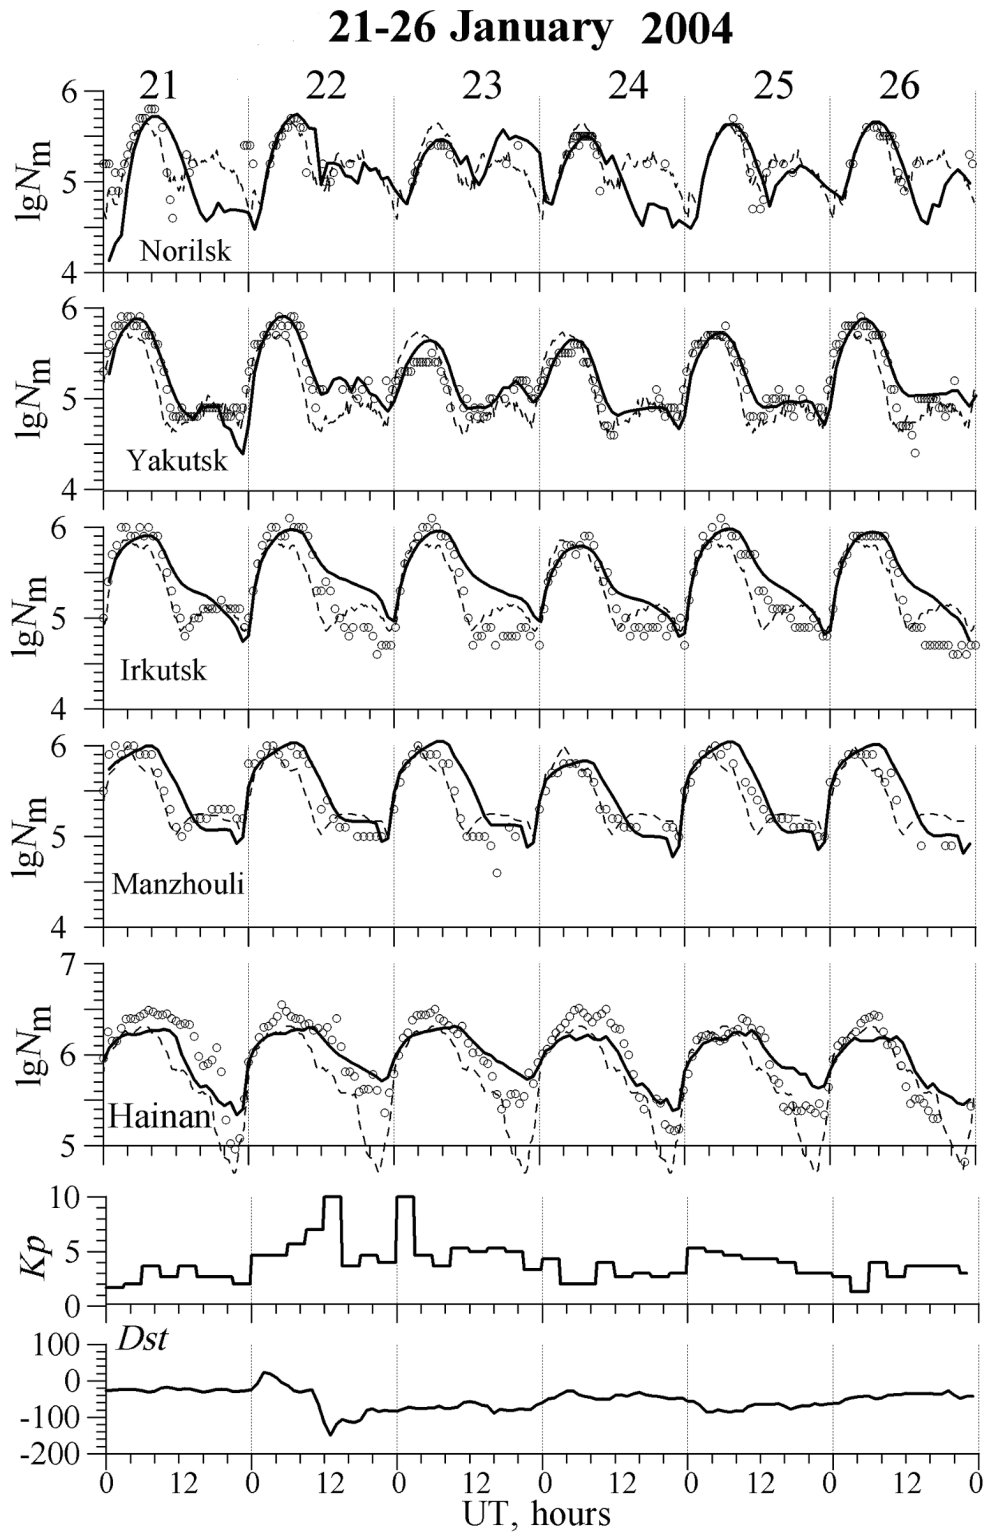 21-26 January 2004
21 22 23 24 25 26
6
lgNm
5
Norilsk
4
6
lgNm
5
Yakutsk
4
6
lgNm
5
Irkutsk
4
6
lgNm
5
Manzhouli
4
7
lgNm
6
Hainan
5
10
Kp
5
0
100
Dst
0
-100
-200
0 12 0 12 0 12 0 12 0 12 0 12 0
UT, hours